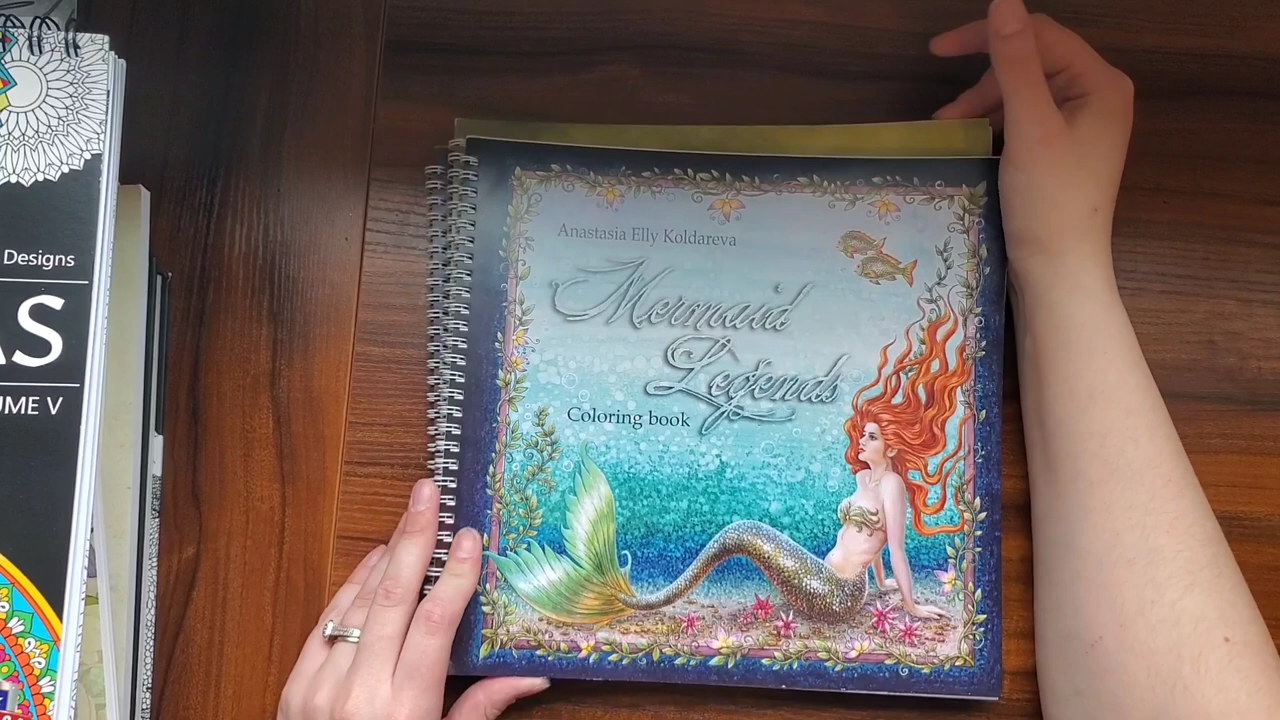 Designs
AS
UME V
Anastasia Elly Koldareva
Mermaid
Legends
Coloring book